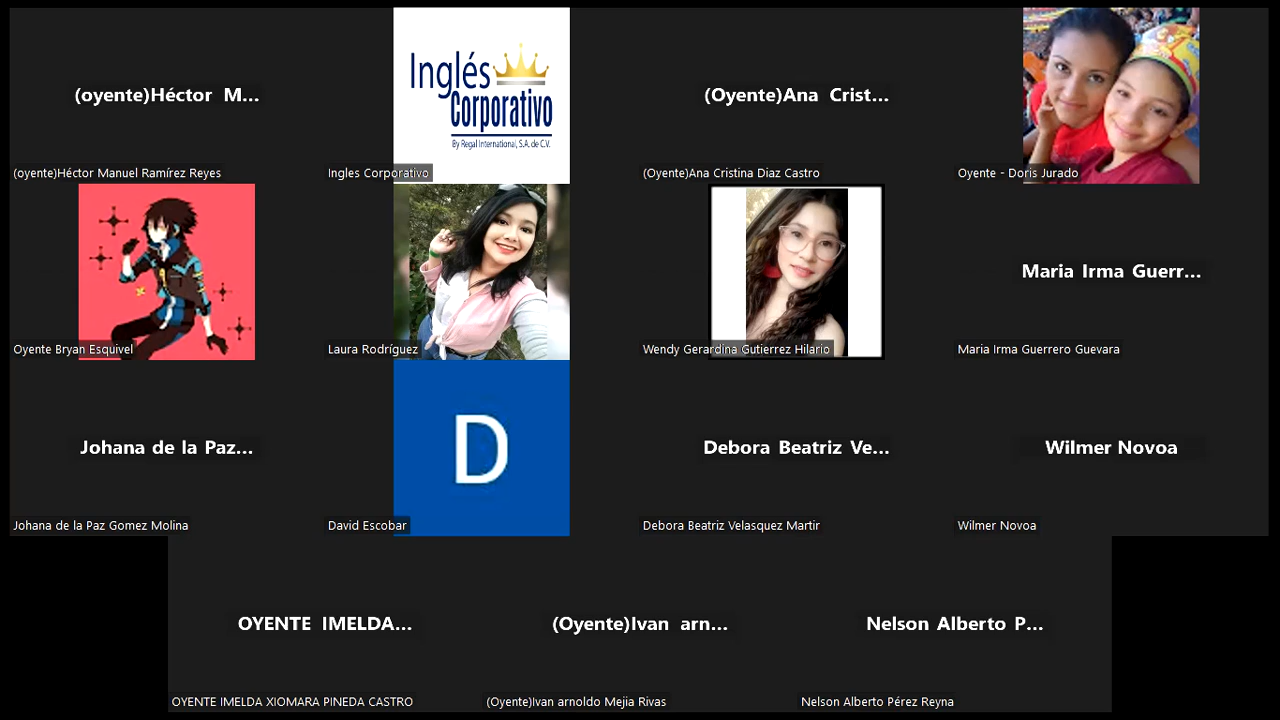 (oyente)Héctor M...
(oyente)Héctor Manuel Ramírez Reyes
Inglés
Corporativo
By Regal International, S.A. de C.V.
Ingles Corporativo
(Oyente)Ana Crist...
(Oyente)Ana Cristina Diaz Castro
Oyente - Doris Jurado
Oyente Bryan Esquivel
Laura Rodríguez
Wendy Gerardina Gutierrez Hilario
Maria Irma Guerr...
Maria Irma Guerrero Guevara
Johana de la Paz...
Johana de la Paz Gomez Molina
D
David Escobar
Debora Beatriz Ve...
Debora Beatriz Velasquez Martir
Wilmer Novoa
Wilmer Novoa
OYENTE IMELDA...
OYENTE IMELDA XIOMARA PINEDA CASTRO
(Oyente)Ivan arn...
(Oyente)Ivan arnoldo Mejia Rivas
Nelson Alberto P...
Nelson Alberto Pérez Reyna